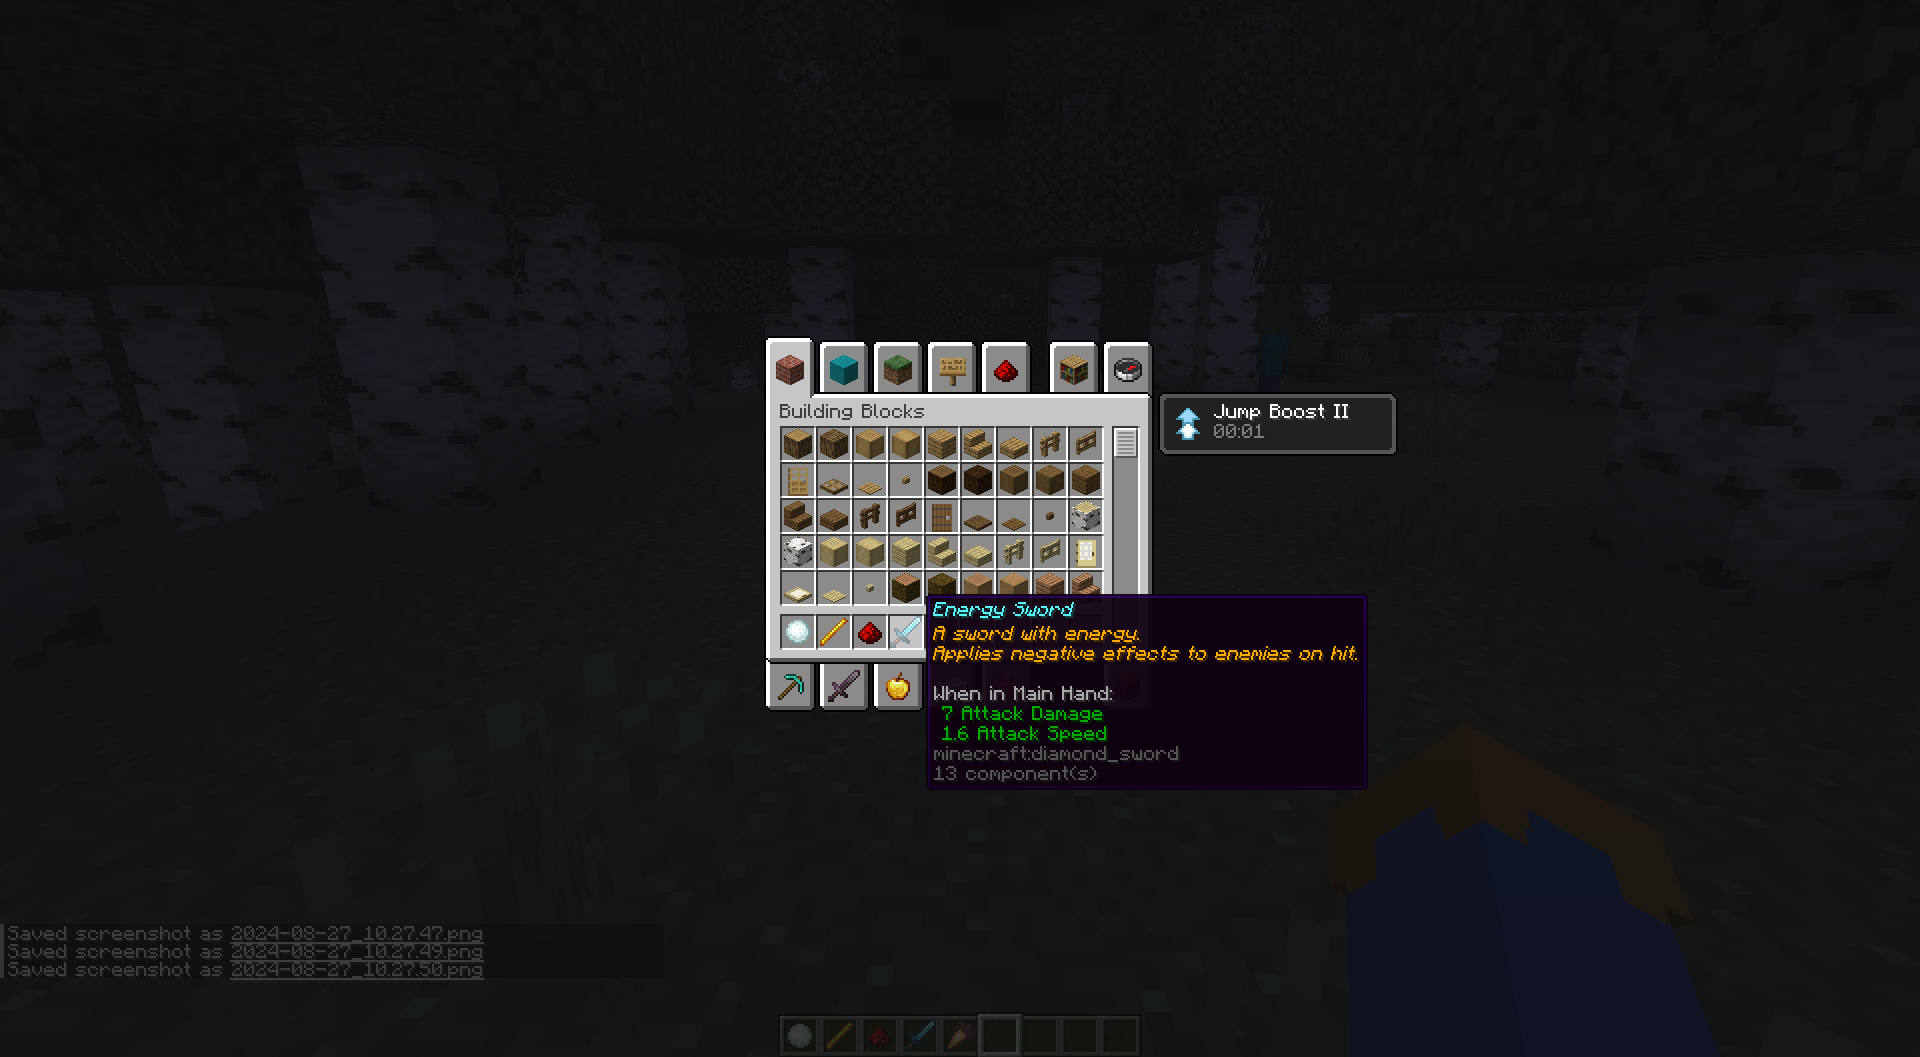 Building Blocks
Jump Boost II
00:01
Energy Sword
A sword with energy.
Applies negative effects to enemies on hit.
When in Main Hand:
7 Attack Damage
1.6 Attack Speed
minecraft:diamond_sword
13 component(s)
Saved screenshot as 2024-08-27_10.27.47.png
Saved screenshot as 2024-08-27_10.27.49.png
Saved screenshot as 2024-08-27_10.27.50.png